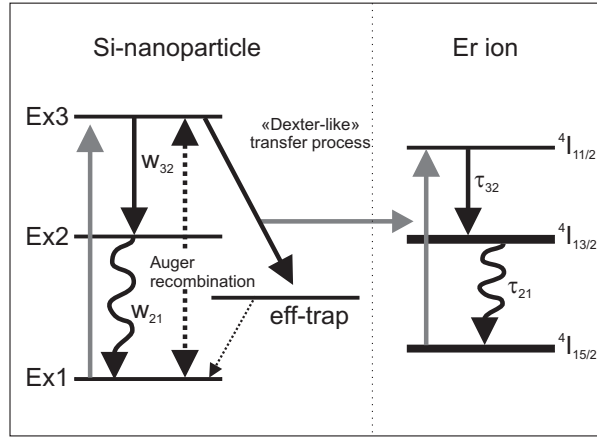 Si-nanoparticle
Er ion
Ex3
«Dexter-like»
transfer process
⁴I₁₁/₂
w₃₂
τ₃₂
Ex2
⁴I₁₃/₂
Auger
recombination
w₂₁
τ₂₁
eff-trap
Ex1
⁴I₁₅/₂